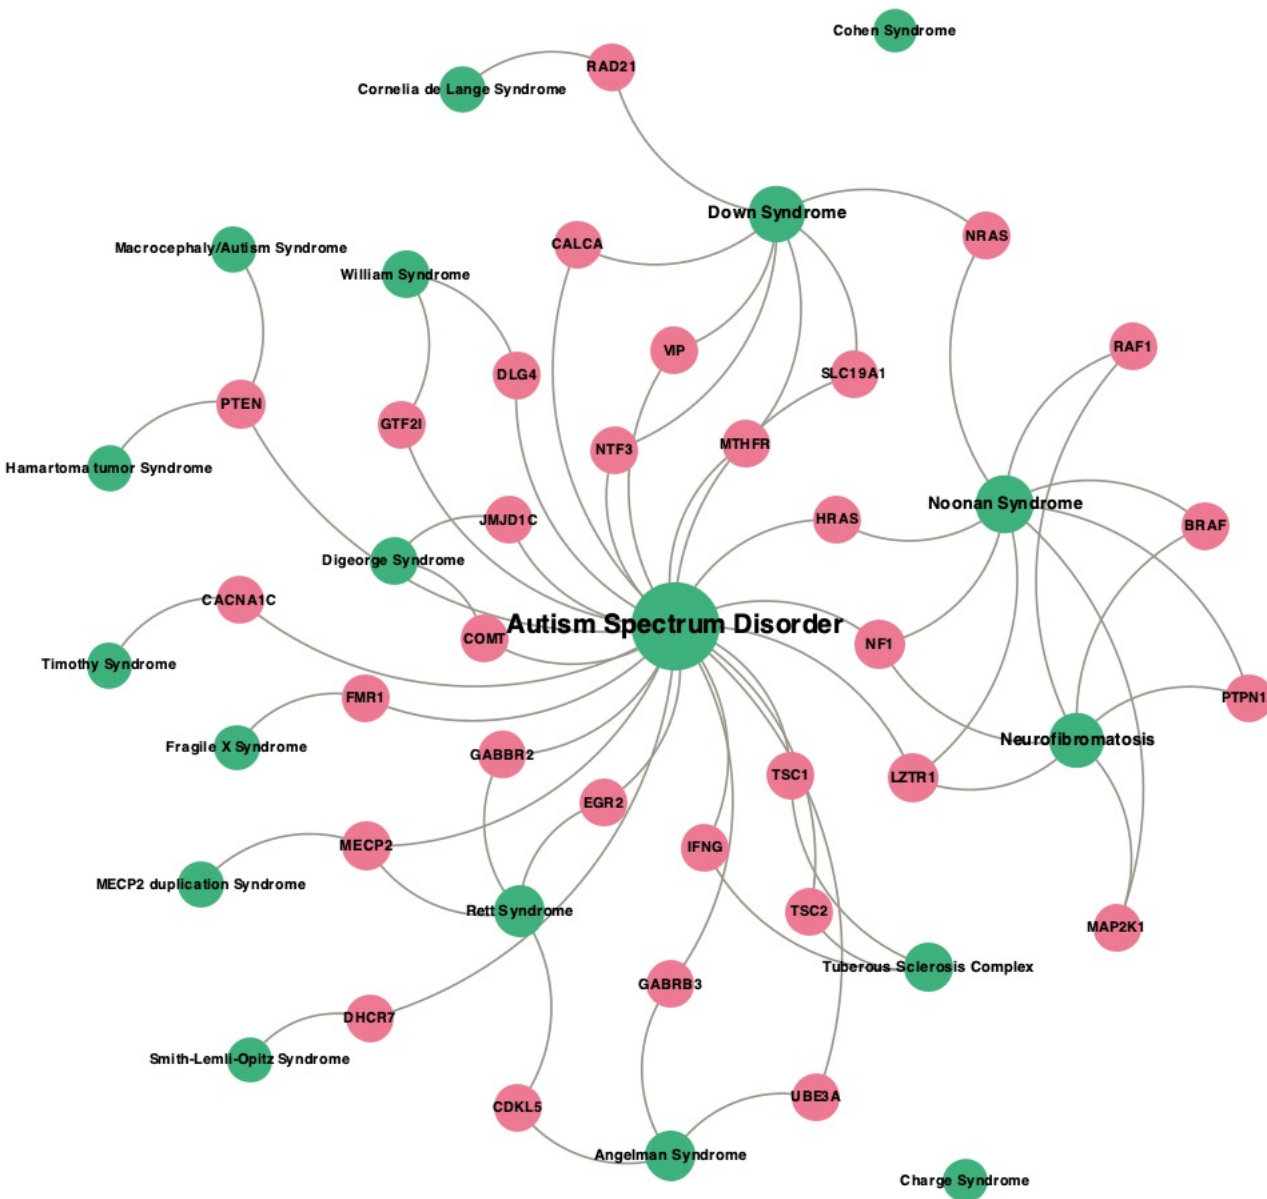 Cohen Syndrome
RAD21
Cornelia de Lange Syndrome
Down Syndrome
NRAS
CALCA
Macrocephaly/Autism Syndrome
William Syndrome
RAF1
VIP
SLC19A1
DLG4
PTEN
GTF2I
MTHFR
NTF3
Hamartoma tumor Syndrome
Noonan Syndrome
HRAS
JMJD1C
BRAF
Digeorge Syndrome
CACNA1C
Autism Spectrum Disorder
COMT
NF1
Timothy Syndrome
FMR1
PTPN1
Neurofibromatosis
Fragile X Syndrome
GABBR2
TSC1
LZTR1
EGR2
MECP2
IFNG
MECP2 duplication Syndrome
Rett Syndrome
TSC2
MAP2K1
Tuberous Sclerosis Complex
GABRB3
DHCR7
Smith-Lemli-Opitz Syndrome
UBE3A
CDKL5
Angelman Syndrome
Charge Syndrome